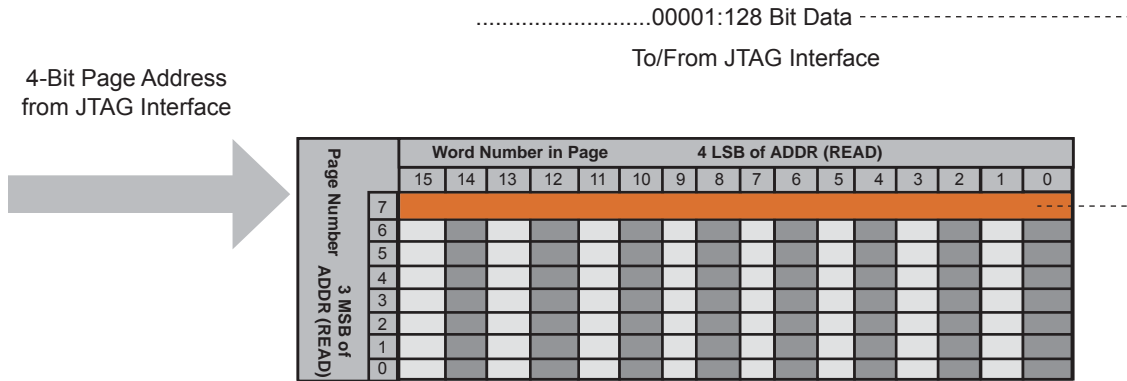 ...........................00001:128 Bit Data
To/From JTAG Interface
4-Bit Page Address
from JTAG Interface
Page Number
3 MSB of
ADDR (READ)
Word Number in Page 4 LSB of ADDR (READ)
15 14 13 12 11 10 9 8 7 6 5 4 3 2 1 0
7
6
5
4
3
2
1
0